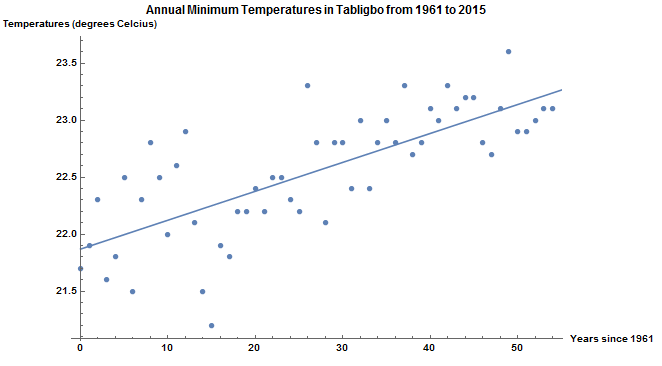 Annual Minimum Temperatures in Tabligbo from 1961 to 2015
Temperatures (degrees Celcius)
23.5
23.0
22.5
22.0
21.5
0 10 20 30 40 50 Years since 1961